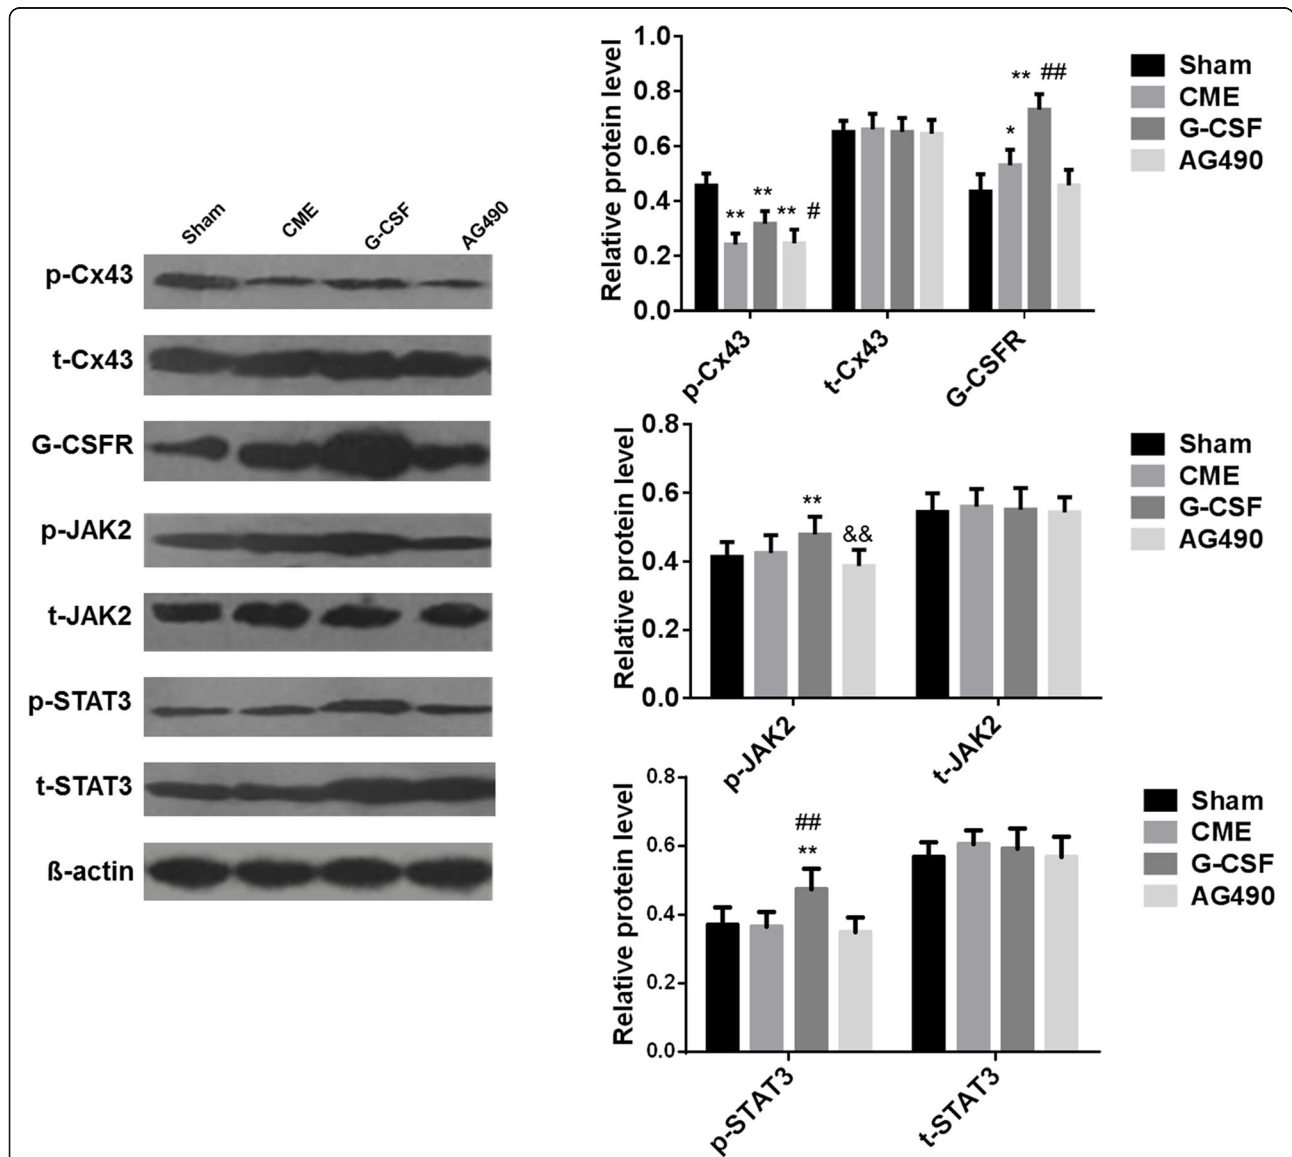 Sham CME G-CSF AG490
p-Cx43
t-Cx43
G-CSFR
p-JAK2
t-JAK2
p-STAT3
t-STAT3
ß-actin
Relative protein level
1.0
0.8
0.6
0.4
0.2
0.0
** ** ** #
* ** ##
p-Cx43 t-Cx43 G-CSFR
Sham
CME
G-CSF
AG490
Relative protein level
0.8
0.6
0.4
0.2
0.0
** &&
p-JAK2 t-JAK2
Sham
CME
G-CSF
AG490
Relative protein level
0.8
0.6
0.4
0.2
0.0
##
**
p-STAT3 t-STAT3
Sham
CME
G-CSF
AG490